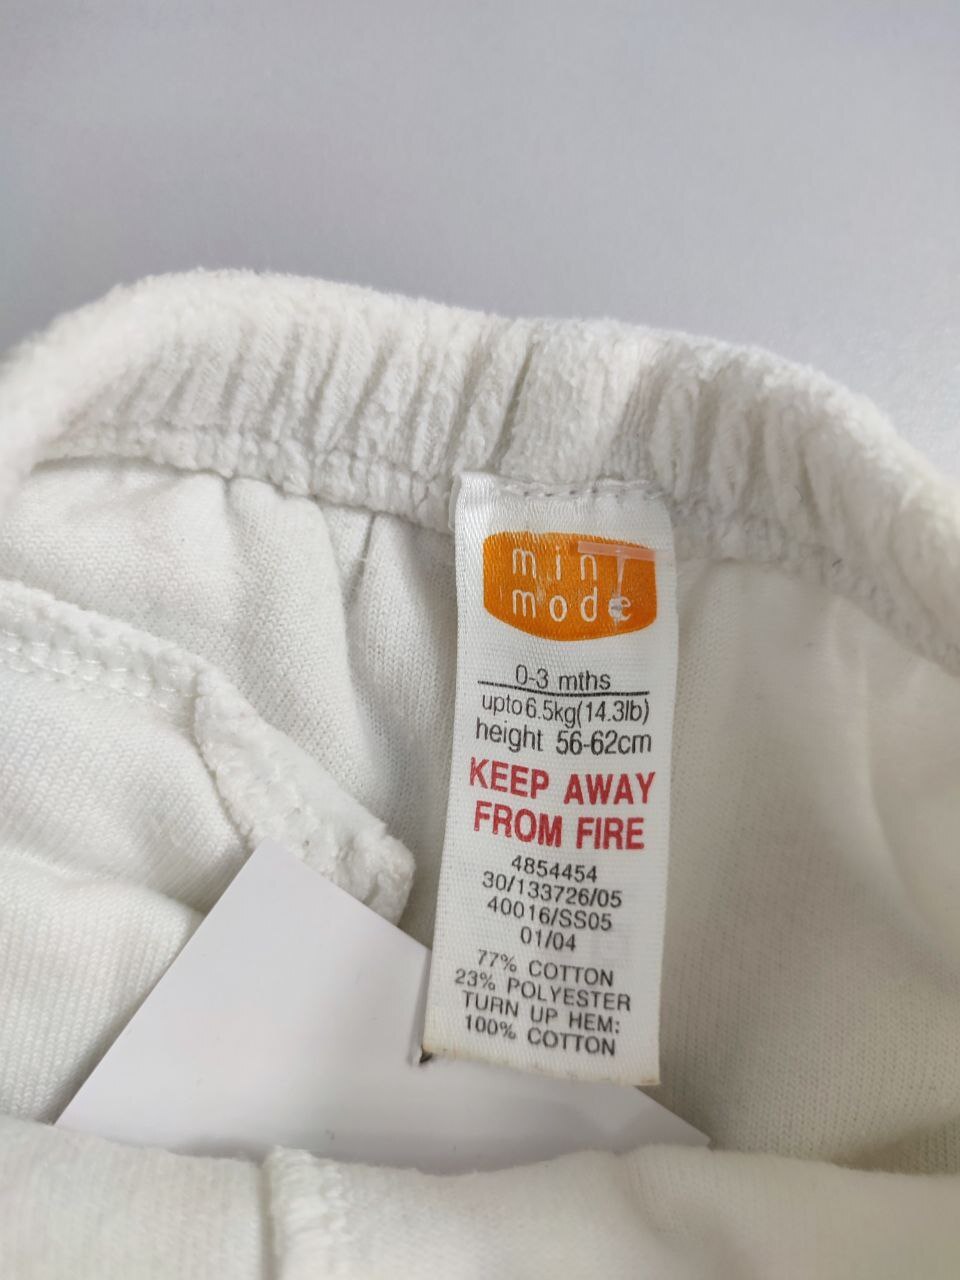 mini
mode
0-3 mths
upto 6.5kg(14.3lb)
height 56-62cm
KEEP AWAY
FROM FIRE
4854454
30/133726/05
40016/SS05
01/04
77% COTTON
23% POLYESTER
TURN UP HEM:
100% COTTON